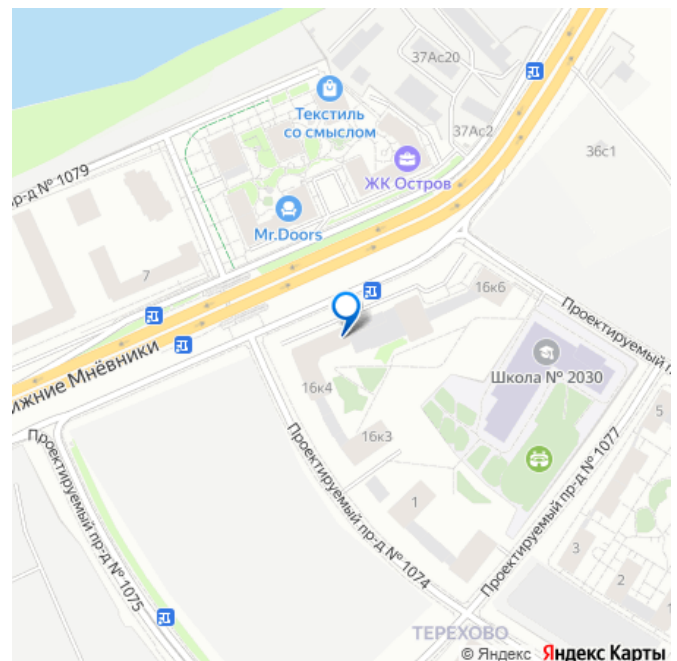 37Ас20
Текстиль
со смыслом
37Ас2
36с1
ЖК Остров
р-д № 1079
Mr.Doors
7
16к6
ижние Мнёвники
Проектируемый п
Школа № 2030
16к4
5
16к3
Проектируемый пр-д № 1077
Проектируемый пр-д № 1074
Проектируемый пр-д № 1075
1
3
2
1
ТЕРЕХОВО
© Яндекс Яндекс Карты